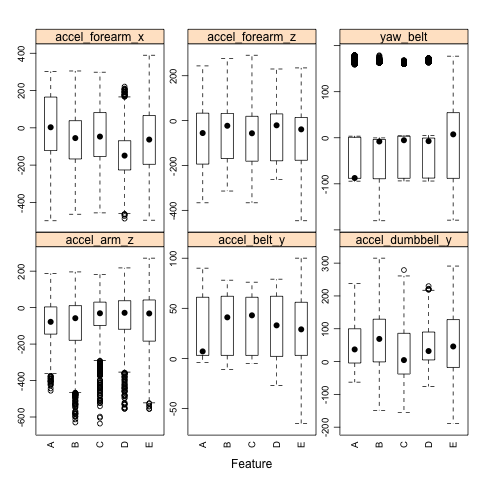 accel_forearm_x
accel_forearm_z
yaw_belt
400
200
0
-200
-400
200
0
-200
-400
100
0
-100
accel_arm_z
accel_belt_y
accel_dumbbell_y
200
0
-200
-400
-600
100
50
0
-50
300
200
100
0
-100
-200
A B C D E
A B C D E
A B C D E
Feature